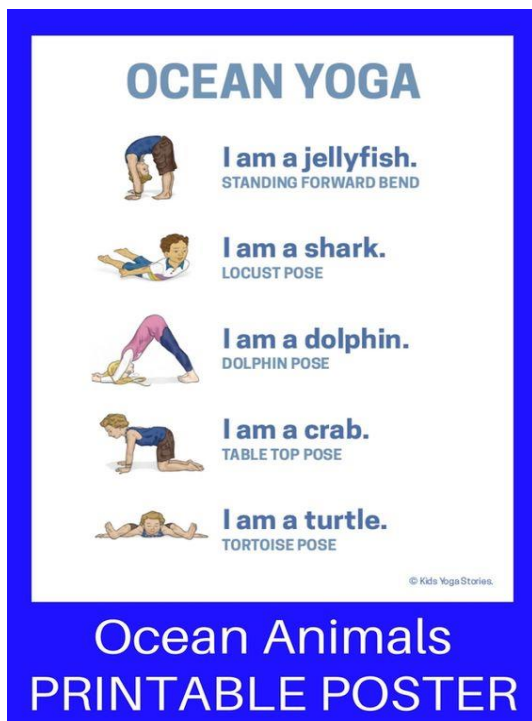 OCEAN YOGA
I am a jellyfish.
STANDING FORWARD BEND
I am a shark.
LOCUST POSE
I am a dolphin.
DOLPHIN POSE
I am a crab.
TABLE TOP POSE
I am a turtle.
TORTOISE POSE
© Kids Yoga Stories.
Ocean Animals
PRINTABLE POSTER